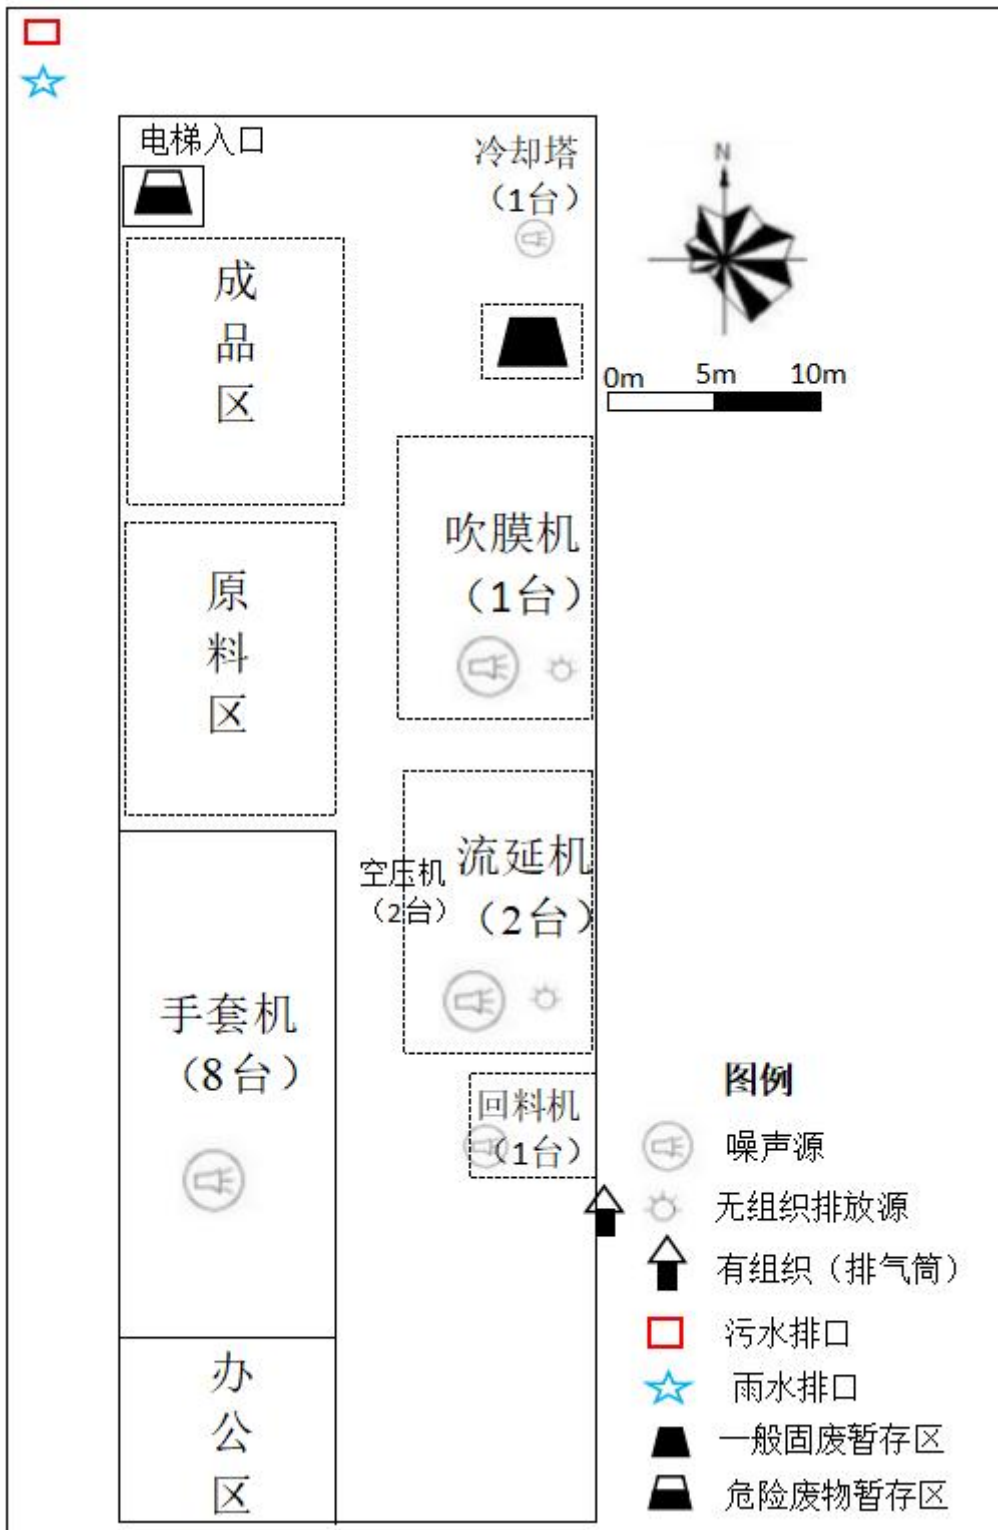 电梯入口
冷却塔
（1台）
N
成
品
区
0m 5m 10m
吹膜机
（1台）
原
料
区
空压机
（2台）
流延机
（2台）
手套机
（8台）
回料机
（1台）
办
公
区
图例
噪声源
无组织排放源
有组织（排气筒）
污水排口
雨水排口
一般固废暂存区
危险废物暂存区